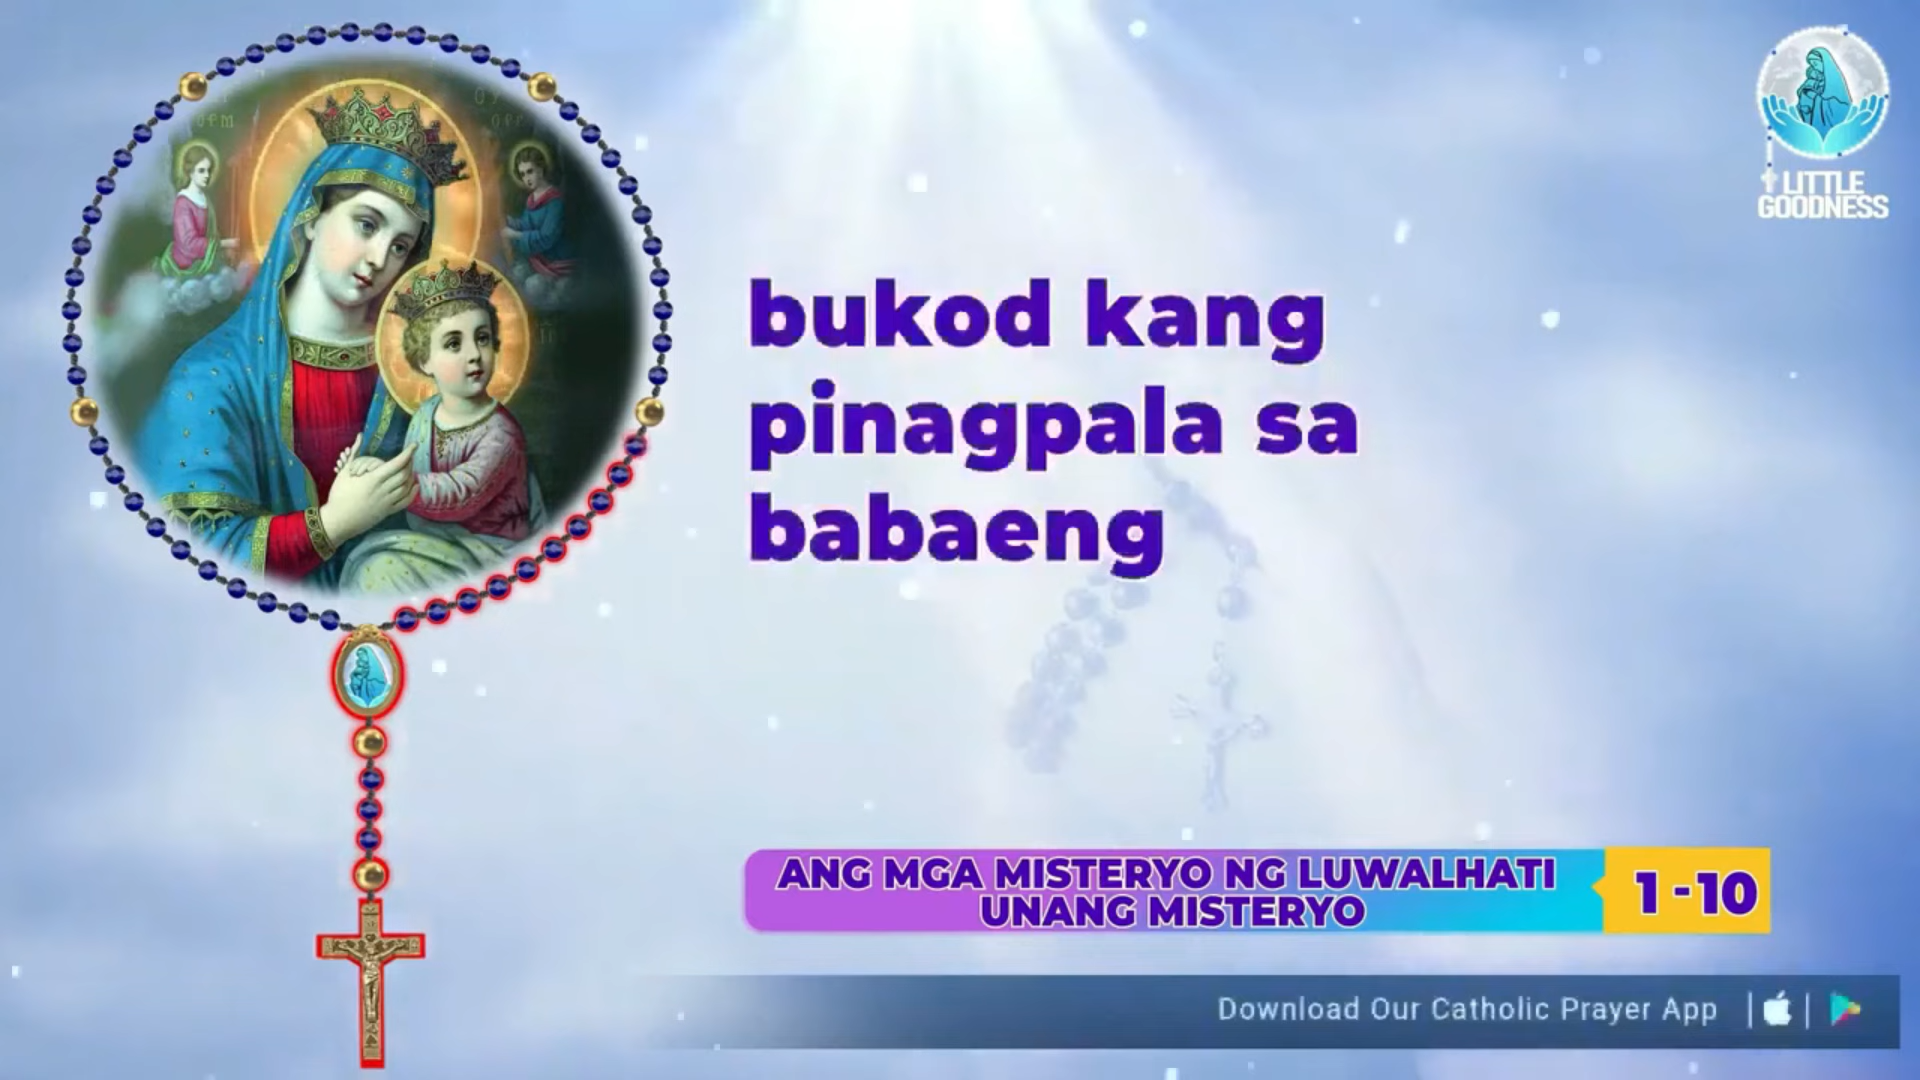 LITTLE
GOODNESS
bukod kang
pinagpala sa
babaeng
ANG MGA MISTERYO NG LUWALHATI
UNANG MISTERYO
1-10
Download Our Catholic Prayer App